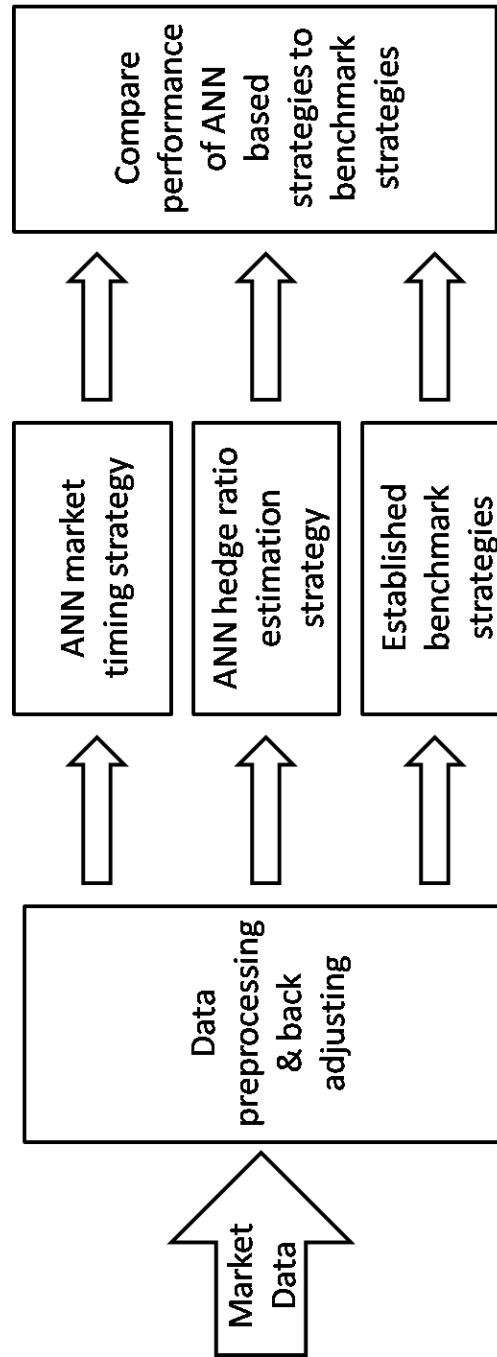 Market
Data
Data
preprocessing
& back
adjusting
ANN market
timing strategy
ANN hedge ratio
estimation
strategy
Established
benchmark
strategies
Compare
performance
of ANN
based
strategies to
benchmark
strategies